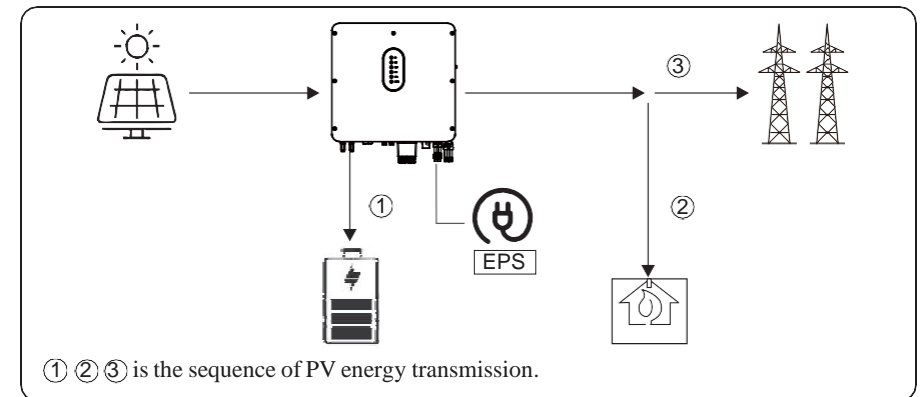 ③
①
②
EPS
① ② ③ is the sequence of PV energy transmission.